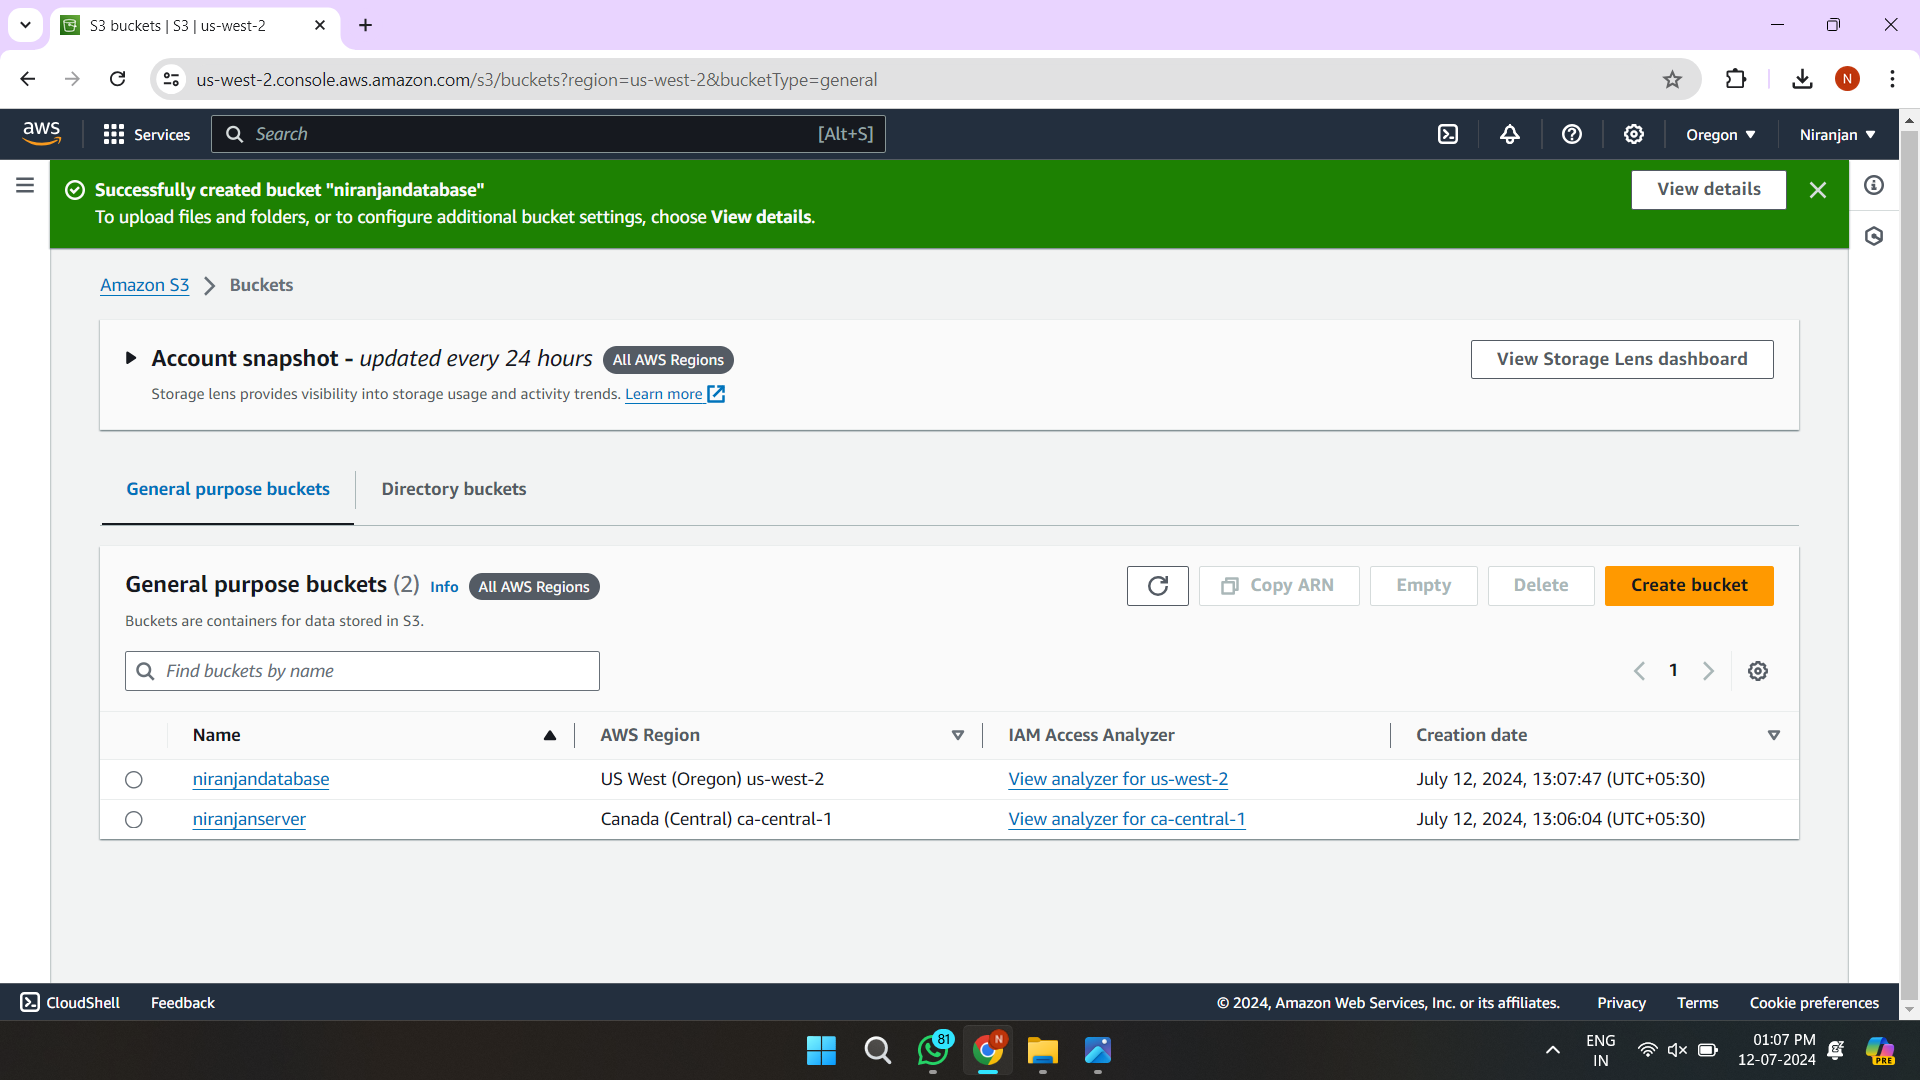 S3 buckets | S3 | us-west-2
us-west-2.console.aws.amazon.com/s3/buckets?region=us-west-2&bucketType=general
N
aws
Services
Search
[Alt+S]
Oregon
Niranjan
Successfully created bucket "niranjandatabase"
To upload files and folders, or to configure additional bucket settings, choose View details.
View details
Amazon S3 > Buckets
Account snapshot - updated every 24 hours All AWS Regions
View Storage Lens dashboard
Storage lens provides visibility into storage usage and activity trends. Learn more
General purpose buckets
Directory buckets
General purpose buckets (2) Info All AWS Regions
Copy ARN
Empty
Delete
Create bucket
Buckets are containers for data stored in S3.
Find buckets by name
1
Name AWS Region IAM Access Analyzer Creation date
niranjandatabase US West (Oregon) us-west-2 View analyzer for us-west-2 July 12, 2024, 13:07:47 (UTC+05:30)
niranjanserver Canada (Central) ca-central-1 View analyzer for ca-central-1 July 12, 2024, 13:06:04 (UTC+05:30)
CloudShell Feedback © 2024, Amazon Web Services, Inc. or its affiliates. Privacy Terms Cookie preferences
81
N
ENG
IN
01:07 PM
12-07-2024
PRE